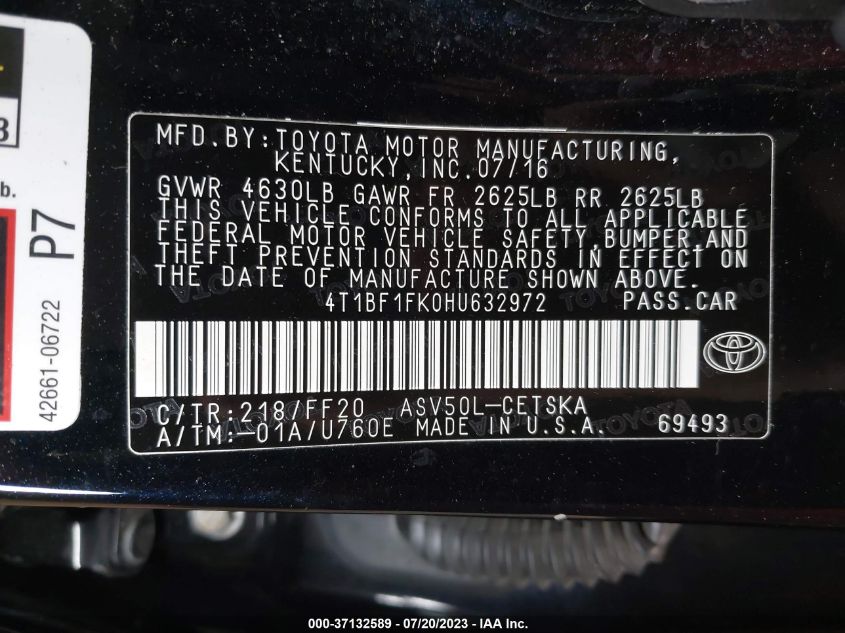 3
b.
P7
42661-06722
MFD.BY:TOYOTA MOTOR MANUFACTURING,
KENTUCKY,INC.07/16
GVWR 4630LB GAWR FR 2625LB RR 2625LB
THIS VEHICLE CONFORMS TO ALL APPLICABLE
FEDERAL MOTOR VEHICLE SAFETY,BUMPER,AND
THEFT PREVENTION STANDARDS IN EFFECT ON
THE DATE OF MANUFACTURE SHOWN ABOVE.
4T1BF1FK0HU632972 PASS.CAR
C/TR:218/FF20 ASV50L-CETSKA
A/TM:-01A/U760E MADE IN U.S.A. 69493
000-37132589 - 07/20/2023 - IAA Inc.